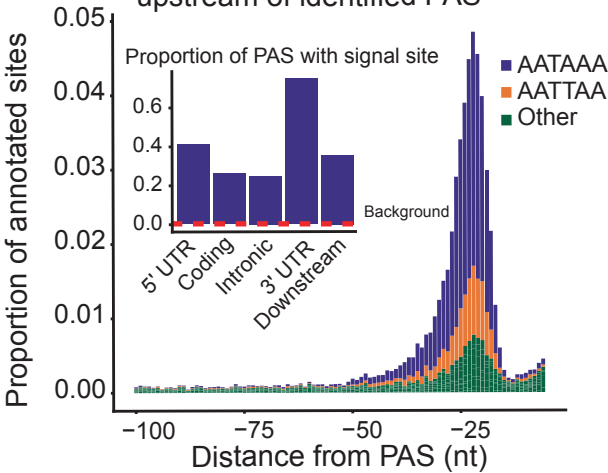 upstream of identified PAS
Proportion of annotated sites
0.05
0.04
0.03
0.02
0.01
0.00
Proportion of PAS with signal site
0.6
0.4
0.2
0.0
Background
5' UTR
Coding
Intronic
3' UTR
Downstream
AATAAA
AATTAA
Other
−100
−75
−50
−25
Distance from PAS (nt)